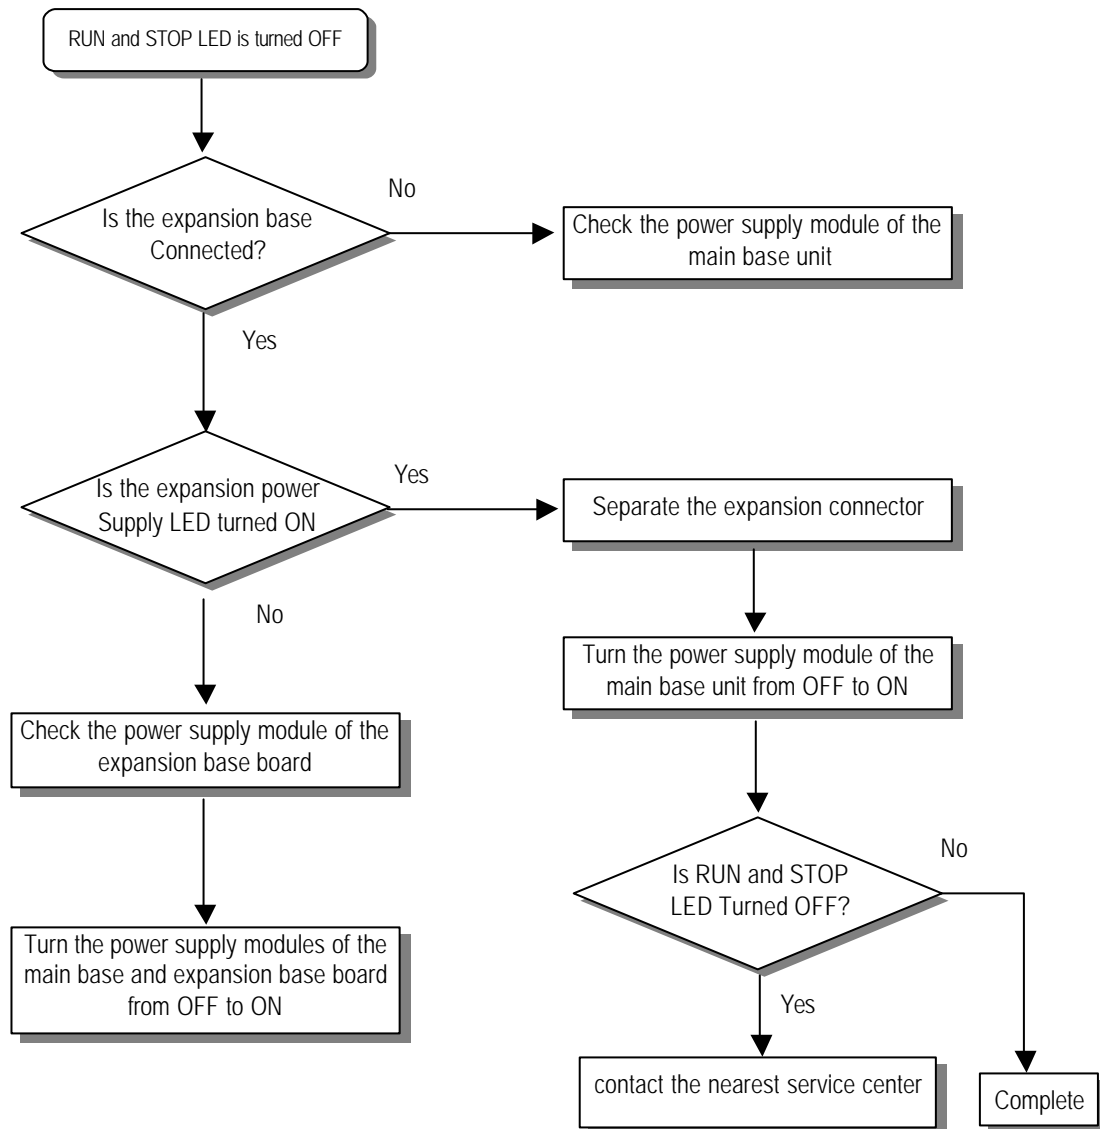 RUN and STOP LED is turned OFF
Is the expansion base
Connected?
No
Check the power supply module of the
main base unit
Yes
Is the expansion power
Supply LED turned ON
Yes
Separate the expansion connector
No
Turn the power supply module of the
main base unit from OFF to ON
Check the power supply module of the
expansion base board
Is RUN and STOP
LED Turned OFF?
No
Turn the power supply modules of the
main base and expansion base board
from OFF to ON
Yes
contact the nearest service center
Complete